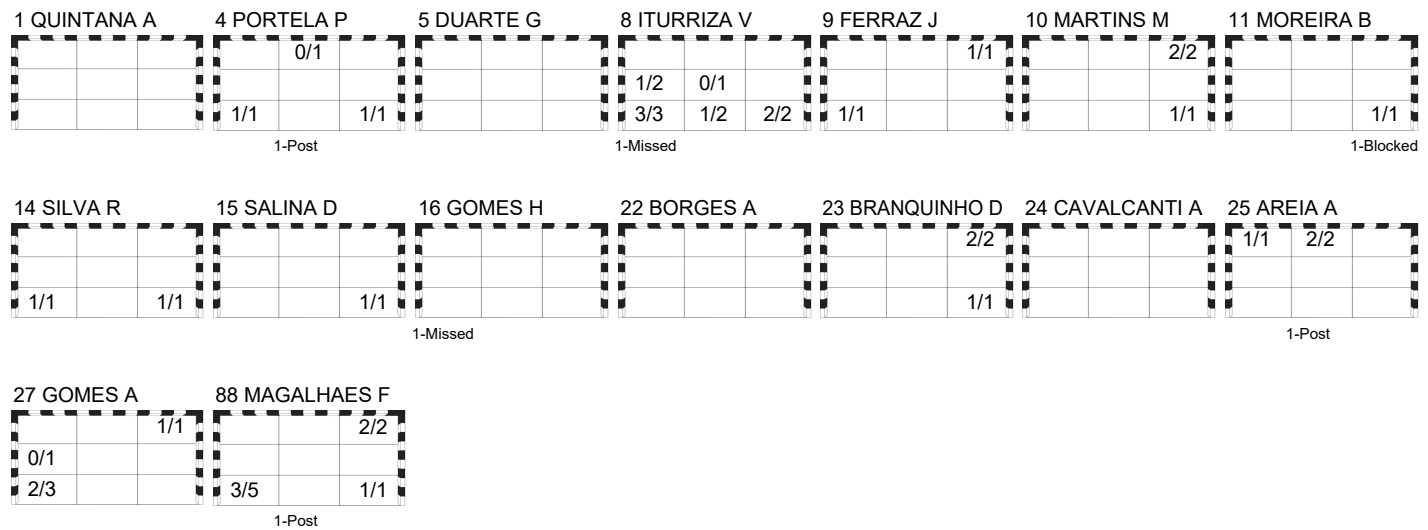 1 QUINTANA A 4 PORTELA P 5 DUARTE G 8 ITURRIZA V 9 FERRAZ J 10 MARTINS M 11 MOREIRA B
0/1 1/1 2/2
1/2 0/1
1/1 1/1 3/3 1/2 2/2 1/1 1/1 1/1
1-Post 1-Missed 1-Blocked
14 SILVA R 15 SALINA D 16 GOMES H 22 BORGES A 23 BRANQUINHO D 24 CAVALCANTI A 25 AREIA A
2/2 1/1 2/2
1/1 1/1 1/1 1/1
1-Missed 1-Post
27 GOMES A 88 MAGALHAES F
1/1 2/2
0/1
2/3 3/5 1/1
1-Post